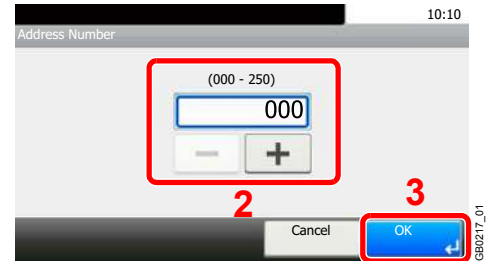 10:10
Address Number
(000 - 250)
000
− +
2
3
Cancel OK
GB0217_01